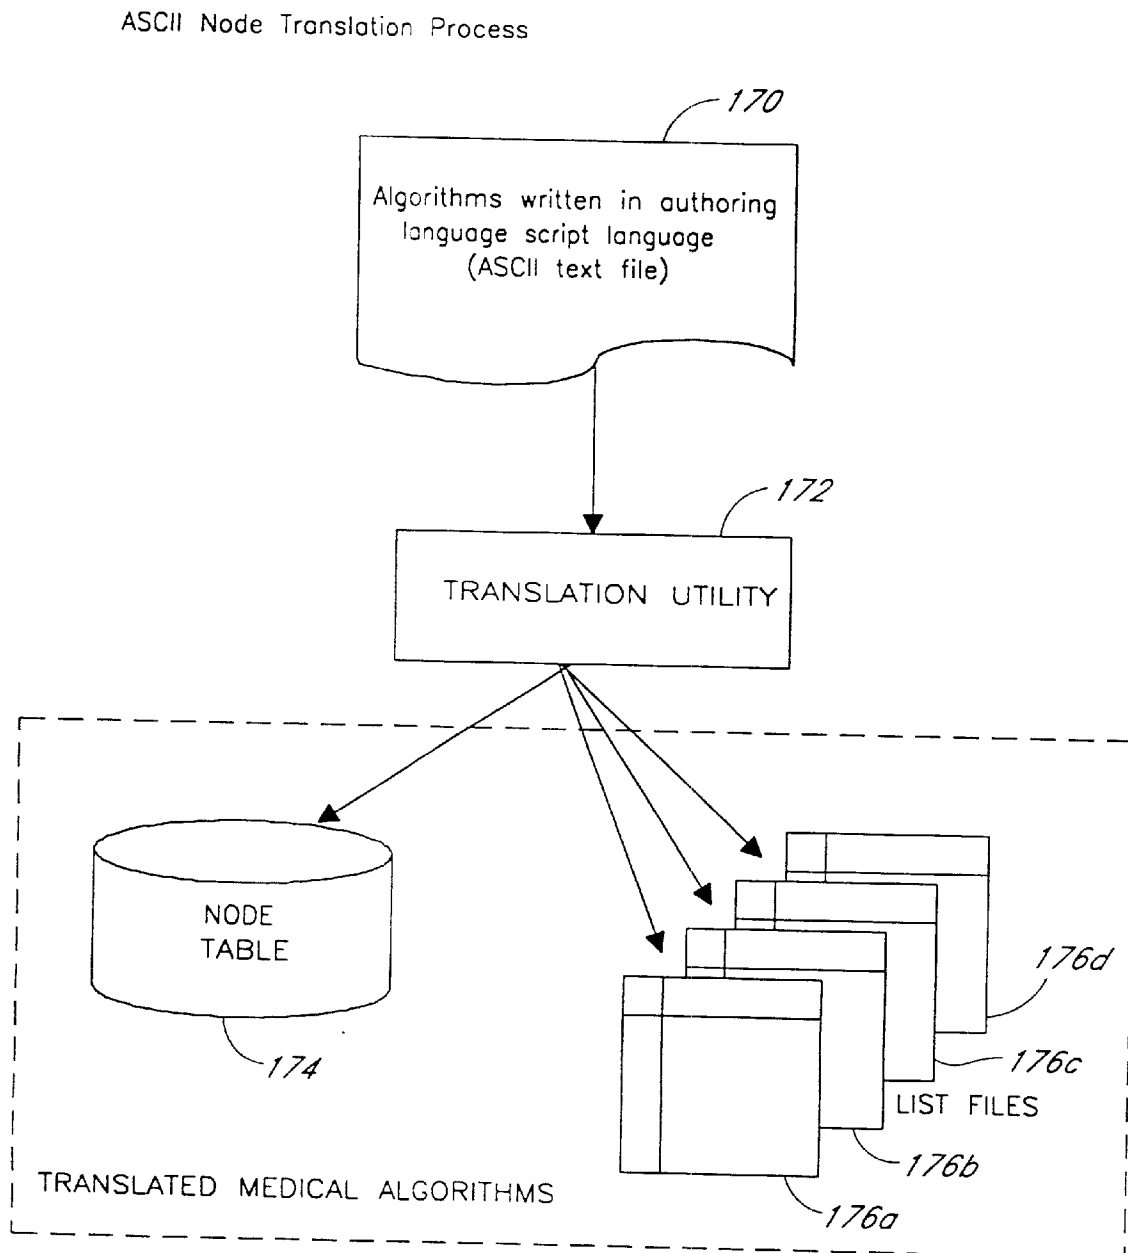 ASCII Node Translation Process
170
Algorithms written in authoring
language script language
(ASCII text file)
172
TRANSLATION UTILITY
NODE
TABLE
174
176d
176c
LIST FILES
176b
176a
TRANSLATED MEDICAL ALGORITHMS